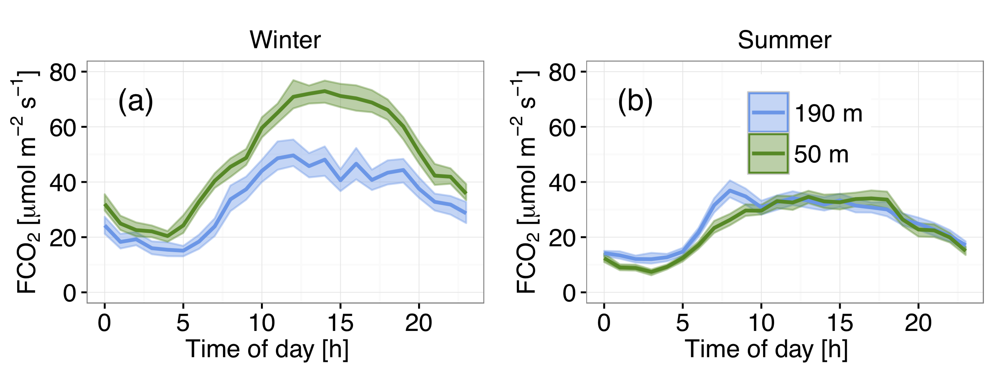 Winter
FCO₂ [µmol m⁻² s⁻¹]
80
60
40
20
0
(a)
0 5 10 15 20
Time of day [h]
Summer
FCO₂ [µmol m⁻² s⁻¹]
80
60
40
20
0
(b)
190 m
50 m
0 5 10 15 20
Time of day [h]